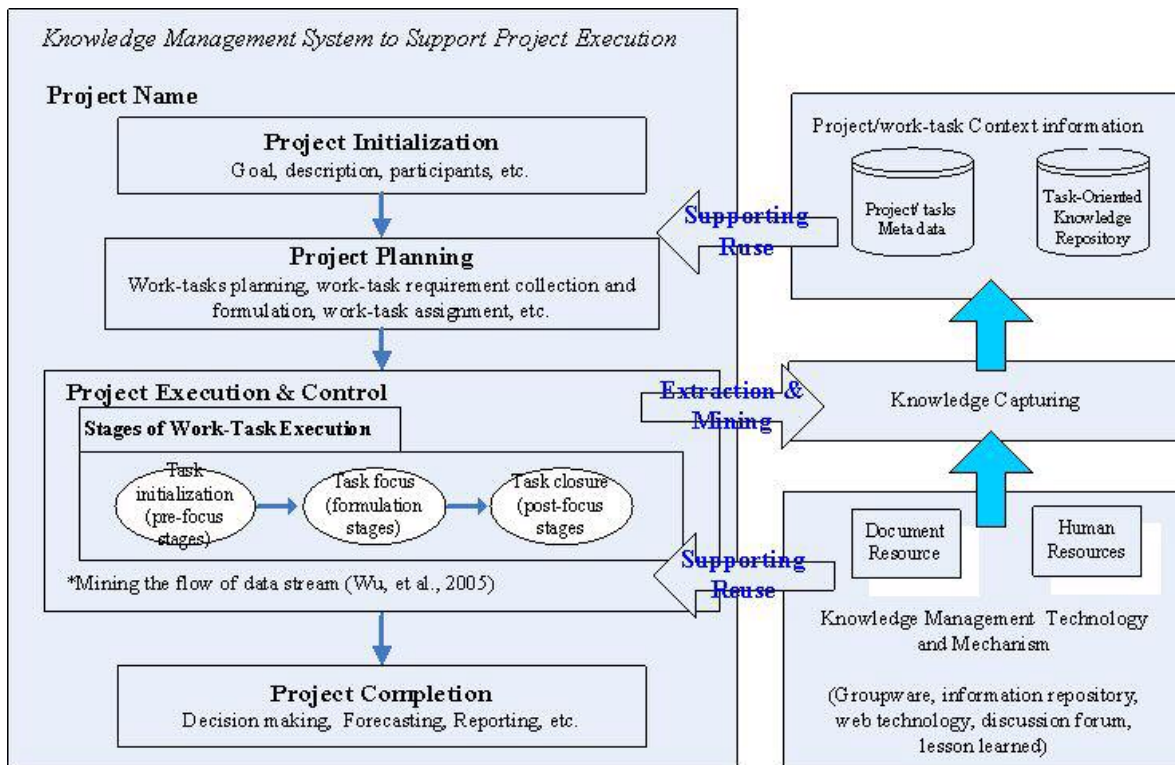 Knowledge Management System to Support Project Execution
Project Name
Project Initialization
Goal, description, participants, etc.
Project Planning
Work-tasks planning, work-task requirement collection and
formulation, work-task assignment, etc.
Project Execution & Control
Stages of Work-Task Execution
Task
initialization
(pre-focus
stages)
Task focus
(formulation
stages)
Task closure
(post-focus
stages
*Mining the flow of data stream (Wu, et al., 2005)
Project Completion
Decision making, Forecasting, Reporting, etc.
Supporting
Ruse
Extraction &
Mining
Supporting
Reuse
Project/work-task Context information
Project/ tasks
Meta data
Task-Oriented
Knowledge
Repository
Knowledge Capturing
Document
Resource
Human
Resources
Knowledge Management Technology
and Mechanism
(Groupware, information repository,
web technology, discussion forum,
lesson learned)